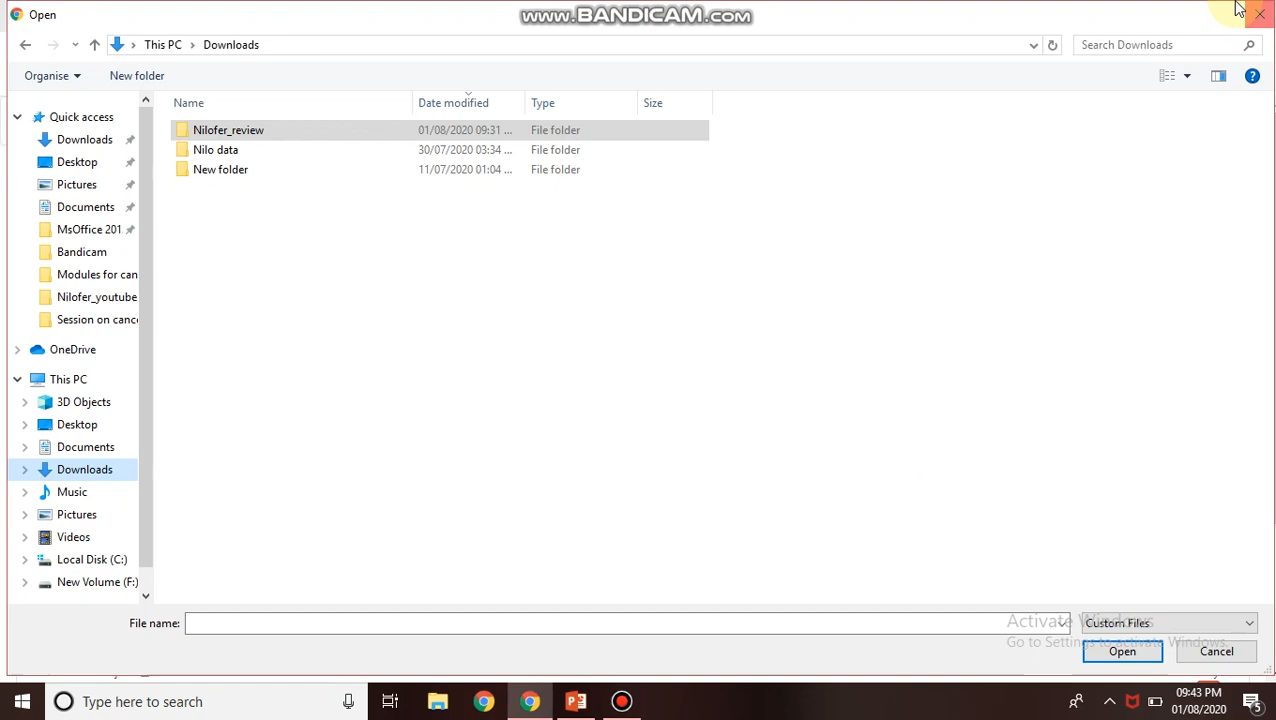 Open
www.BANDICAM.com
This PC > Downloads
Search Downloads
Organise
New folder
Name
Date modified
Type
Size
Nilofer_review 01/08/2020 09:31 ... File folder
Nilo data 30/07/2020 03:34 ... File folder
New folder 11/07/2020 01:04 ... File folder
Quick access
Downloads
Desktop
Pictures
Documents
MsOffice 201
Bandicam
Modules for can
Nilofer_youtube
Session on cance
OneDrive
This PC
3D Objects
Desktop
Documents
Downloads
Music
Pictures
Videos
Local Disk (C:)
New Volume (F:)
File name:
Custom Files
Activate Windows
Go to Settings to activate Windows.
Open
Cancel
Type here to search
09:43 PM
01/08/2020
5